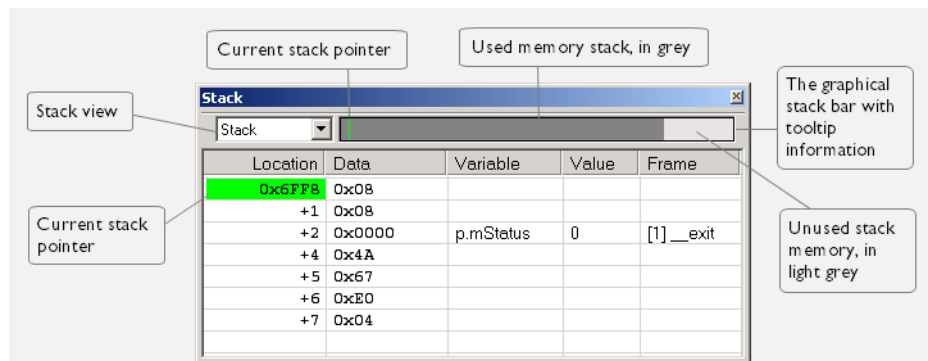 Current stack pointer
Used memory stack, in grey
The graphical
stack bar with
tooltip
information
Stack view
Stack
Stack
Location Data Variable Value Frame
0x6FF8 0x08
+1 0x08
+2 0x0000 p.mStatus 0 [1] __exit
+4 0x4A
+5 0x67
+6 0xE0
+7 0x04
Current stack
pointer
Unused stack
memory, in
light grey